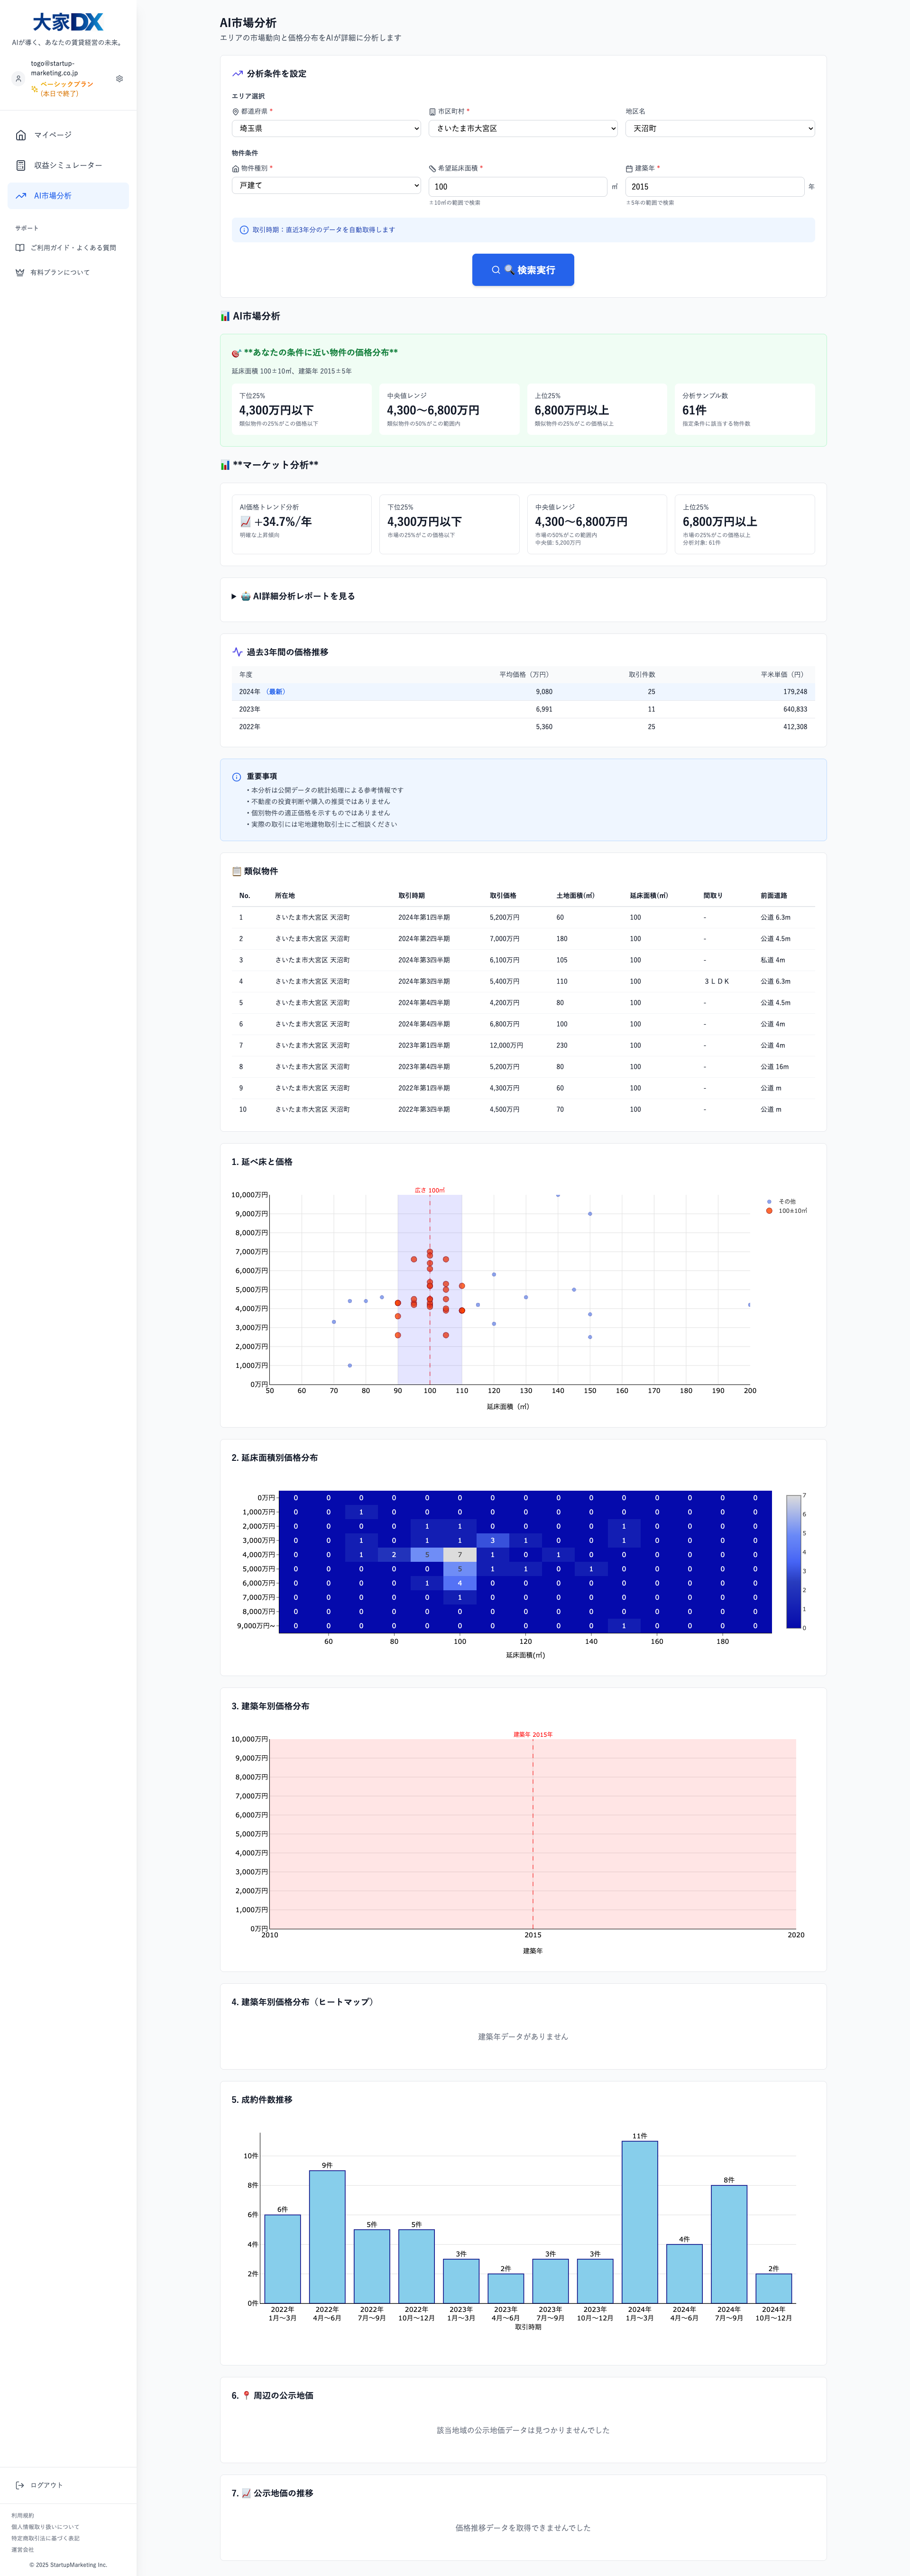 大家DX
AIが導く、あなたの賃貸経営の未来。
togo@startup-
marketing.co.jp
ベーシックプラン
(本日で終了)
マイページ
収益シミュレーター
AI市場分析
サポート
ご利用ガイド・よくある質問
有料プランについて
AI市場分析
エリアの市場動向と価格分布をAIが詳細に分析します
分析条件を設定
エリア選択
都道府県 * 市区町村 * 地区名
埼玉県 さいたま市大宮区 天沼町
物件条件
物件種別 * 希望延床面積 * 建築年 *
戸建て 100 ㎡ 2015 年
±10㎡の範囲で検索 ±5年の範囲で検索
取引時期：直近3年分のデータを自動取得します
🔍 検索実行
📊 AI市場分析
🎯 **あなたの条件に近い物件の価格分布**
延床面積 100±10㎡、建築年 2015±5年
下位25% 中央値レンジ 上位25% 分析サンプル数
4,300万円以下 4,300〜6,800万円 6,800万円以上 61件
類似物件の25%がこの価格以下 類似物件の50%がこの範囲内 類似物件の25%がこの価格以上 指定条件に該当する物件数
📊 **マーケット分析**
AI価格トレンド分析 下位25% 中央値レンジ 上位25%
📈 +34.7%/年 4,300万円以下 4,300〜6,800万円 6,800万円以上
明確な上昇傾向 市場の25%がこの価格以下 市場の50%がこの範囲内 市場の25%がこの価格以上
中央値: 5,200万円 分析対象: 61件
▶ 🤖 AI詳細分析レポートを見る
過去3年間の価格推移
年度 平均価格（万円） 取引件数 平米単価（円）
2024年 （最新） 9,080 25 179,248
2023年 6,991 11 640,833
2022年 5,360 25 412,308
重要事項
• 本分析は公開データの統計処理による参考情報です
• 不動産の投資判断や購入の推奨ではありません
• 個別物件の適正価格を示すものではありません
• 実際の取引には宅地建物取引士にご相談ください
📋 類似物件
No. 所在地 取引時期 取引価格 土地面積(㎡) 延床面積(㎡) 間取り 前面道路
1 さいたま市大宮区 天沼町 2024年第1四半期 5,200万円 60 100 - 公道 6.3m
2 さいたま市大宮区 天沼町 2024年第2四半期 7,000万円 180 100 - 公道 4.5m
3 さいたま市大宮区 天沼町 2024年第3四半期 6,100万円 105 100 - 私道 4m
4 さいたま市大宮区 天沼町 2024年第3四半期 5,400万円 110 100 ３ＬＤＫ 公道 6.3m
5 さいたま市大宮区 天沼町 2024年第4四半期 4,200万円 80 100 - 公道 4.5m
6 さいたま市大宮区 天沼町 2024年第4四半期 6,800万円 100 100 - 公道 4m
7 さいたま市大宮区 天沼町 2023年第1四半期 12,000万円 230 100 - 公道 4m
8 さいたま市大宮区 天沼町 2023年第4四半期 5,200万円 80 100 - 公道 16m
9 さいたま市大宮区 天沼町 2022年第1四半期 4,300万円 60 100 - 公道 m
10 さいたま市大宮区 天沼町 2022年第3四半期 4,500万円 70 100 - 公道 m
1. 延べ床と価格
広さ 100㎡
その他
100±10㎡
10,000万円
9,000万円
8,000万円
7,000万円
6,000万円
5,000万円
4,000万円
3,000万円
2,000万円
1,000万円
0万円
50 60 70 80 90 100 110 120 130 140 150 160 170 180 190 200
延床面積（㎡）
2. 延床面積別価格分布
0万円 0 0 0 0 0 0 0 0 0 0 0 0 0 0 0
1,000万円 0 0 1 0 0 0 0 0 0 0 0 0 0 0 0
2,000万円 0 0 0 0 1 1 0 0 0 0 1 0 0 0 0
3,000万円 0 0 1 0 1 1 3 1 0 0 1 0 0 0 0
4,000万円 0 0 1 2 5 7 1 0 1 0 0 0 0 0 0
5,000万円 0 0 0 0 0 5 1 1 0 1 0 0 0 0 0
6,000万円 0 0 0 0 1 4 0 0 0 0 0 0 0 0 0
7,000万円 0 0 0 0 0 1 0 0 0 0 0 0 0 0 0
8,000万円 0 0 0 0 0 0 0 0 0 0 0 0 0 0 0
9,000万円~ 0 0 0 0 0 0 0 0 0 0 1 0 0 0 0
60 80 100 120 140 160 180
延床面積(㎡)
7
6
5
4
3
2
1
0
3. 建築年別価格分布
建築年 2015年
10,000万円
9,000万円
8,000万円
7,000万円
6,000万円
5,000万円
4,000万円
3,000万円
2,000万円
1,000万円
0万円
2010 2015 2020
建築年
4. 建築年別価格分布（ヒートマップ）
建築年データがありません
5. 成約件数推移
10件
8件
6件
4件
2件
0件
6件 9件 5件 5件 3件 2件 3件 3件 11件 4件 8件 2件
2022年 2022年 2022年 2022年 2023年 2023年 2023年 2023年 2024年 2024年 2024年 2024年
1月〜3月 4月〜6月 7月〜9月 10月〜12月 1月〜3月 4月〜6月 7月〜9月 10月〜12月 1月〜3月 4月〜6月 7月〜9月 10月〜12月
取引時期
6. 📍 周辺の公示地価
該当地域の公示地価データは見つかりませんでした
7. 📈 公示地価の推移
価格推移データを取得できませんでした
ログアウト
利用規約
個人情報取り扱いについて
特定商取引法に基づく表記
運営会社
© 2025 StartupMarketing Inc.